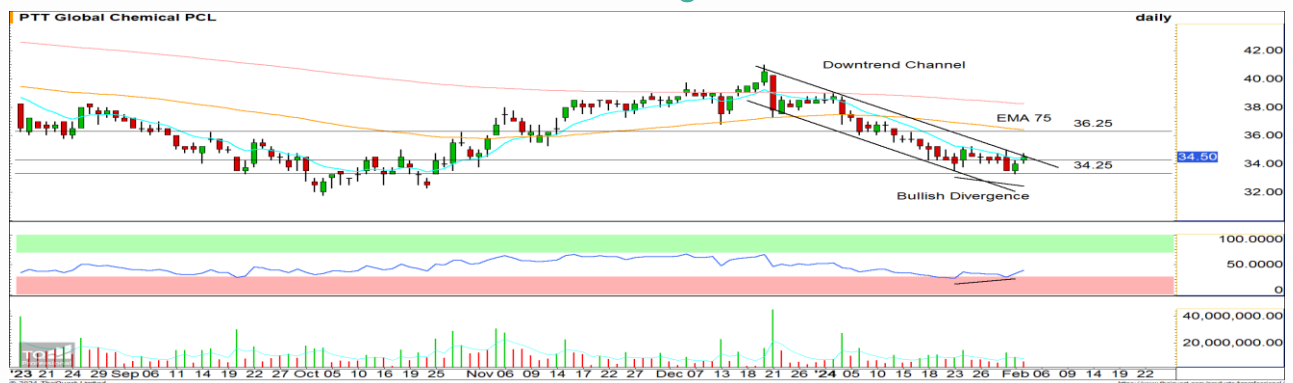 PTT Global Chemical PCL daily
42.00
Downtrend Channel
40.00
38.00
EMA 75
36.25
36.00
34.50
34.25
34.00
Bullish Divergence
32.00
100.0000
50.0000
0
40,000,000.00
20,000,000.00
'23 21 24 29 Sep 06 11 14 19 22 27 Oct 05 10 16 19 25 Nov 06 09 14 17 22 27 Dec 07 13 18 21 26 '24 05 10 15 18 23 26 Feb 06 09 14 19 22